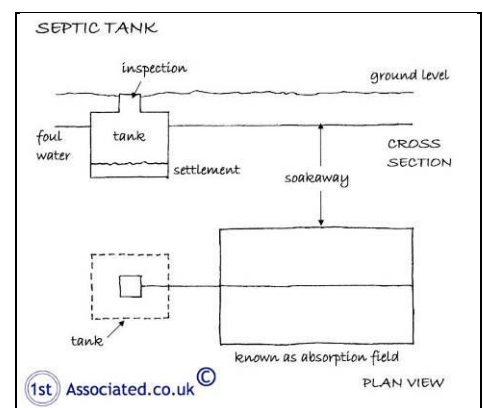 SEPTIC TANK
inspection
ground level
foul
water
tank
CROSS
SECTION
settlement
soakaway
tank
known as absorption field
PLAN VIEW
1st Associated.co.uk ©